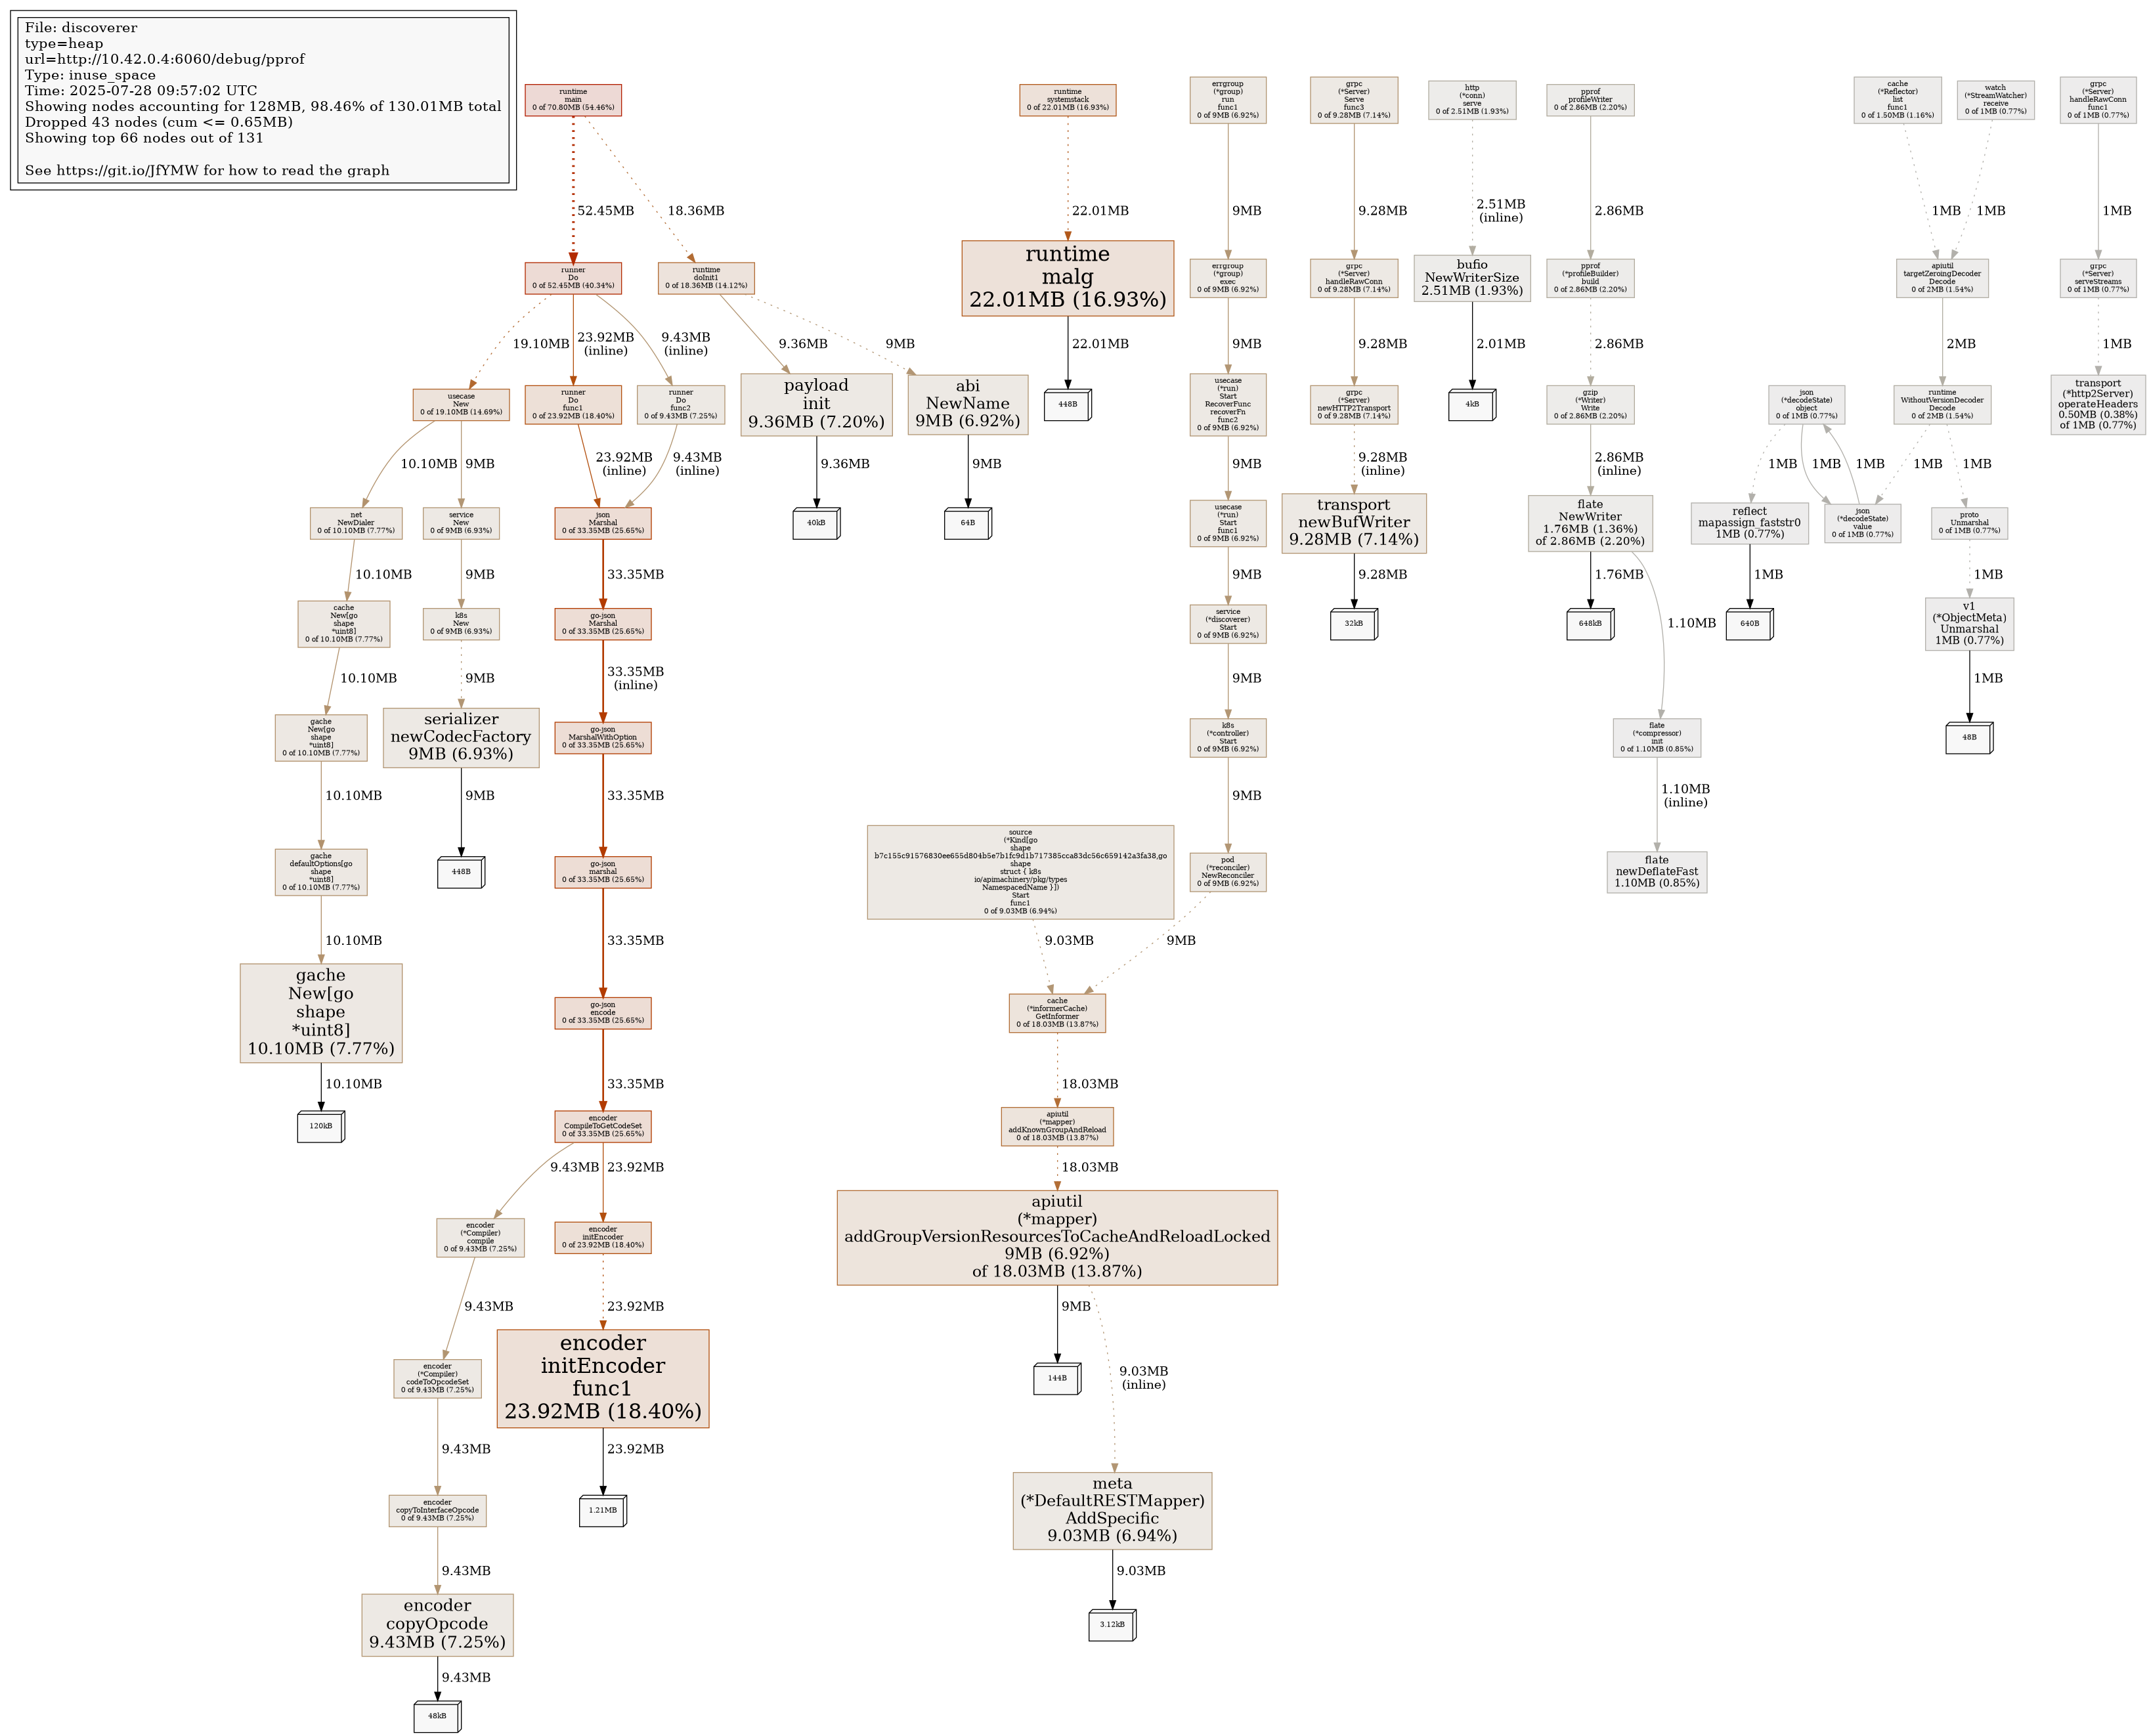 File: discoverer
type=heap
url=http://10.42.0.4:6060/debug/pprof
Type: inuse_space
Time: 2025-07-28 09:57:02 UTC
Showing nodes accounting for 128MB, 98.46% of 130.01MB total
Dropped 43 nodes (cum <= 0.65MB)
Showing top 66 nodes out of 131
See https://git.io/JfYMW for how to read the graph
runtime
main
0 of 70.80MB (54.46%)
52.45MB
18.36MB
runner
Do
0 of 52.45MB (40.34%)
runtime
doInit1
0 of 18.36MB (14.12%)
19.10MB
23.92MB
(inline)
9.43MB
(inline)
9.36MB
9MB
usecase
New
0 of 19.10MB (14.69%)
runner
Do
func1
0 of 23.92MB (18.40%)
runner
Do
func2
0 of 9.43MB (7.25%)
payload
init
9.36MB (7.20%)
abi
NewName
9MB (6.92%)
10.10MB
9MB
23.92MB
(inline)
9.43MB
(inline)
9.36MB
9MB
net
NewDialer
0 of 10.10MB (7.77%)
service
New
0 of 9MB (6.93%)
json
Marshal
0 of 33.35MB (25.65%)
40kB
64B
10.10MB
9MB
33.35MB
cache
New[go
shape
*uint8]
0 of 10.10MB (7.77%)
k8s
New
0 of 9MB (6.93%)
go-json
Marshal
0 of 33.35MB (25.65%)
10.10MB
9MB
33.35MB
(inline)
gache
New[go
shape
*uint8]
0 of 10.10MB (7.77%)
serializer
newCodecFactory
9MB (6.93%)
go-json
MarshalWithOption
0 of 33.35MB (25.65%)
10.10MB
9MB
33.35MB
gache
defaultOptions[go
shape
*uint8]
0 of 10.10MB (7.77%)
448B
go-json
marshal
0 of 33.35MB (25.65%)
10.10MB
33.35MB
gache
New[go
shape
*uint8]
10.10MB (7.77%)
go-json
encode
0 of 33.35MB (25.65%)
10.10MB
33.35MB
120kB
encoder
CompileToGetCodeSet
0 of 33.35MB (25.65%)
9.43MB
23.92MB
encoder
(*Compiler)
compile
0 of 9.43MB (7.25%)
encoder
initEncoder
0 of 23.92MB (18.40%)
9.43MB
23.92MB
encoder
(*Compiler)
codeToOpcodeSet
0 of 9.43MB (7.25%)
encoder
initEncoder
func1
23.92MB (18.40%)
9.43MB
23.92MB
encoder
copyToInterfaceOpcode
0 of 9.43MB (7.25%)
1.21MB
9.43MB
encoder
copyOpcode
9.43MB (7.25%)
9.43MB
48kB
runtime
systemstack
0 of 22.01MB (16.93%)
22.01MB
runtime
malg
22.01MB (16.93%)
22.01MB
448B
errgroup
(*group)
run
func1
0 of 9MB (6.92%)
9MB
errgroup
(*group)
exec
0 of 9MB (6.92%)
9MB
usecase
(*run)
Start
RecoverFunc
recoverFn
func2
0 of 9MB (6.92%)
9MB
usecase
(*run)
Start
func1
0 of 9MB (6.92%)
9MB
service
(*discoverer)
Start
0 of 9MB (6.92%)
9MB
k8s
(*controller)
Start
0 of 9MB (6.92%)
9MB
source
(*Kind[go
shape
b7c155c91576830ee655d804b5e7b1fc9d1b717385cca83dc56c659142a3fa38,go
shape
struct { k8s
io/apimachinery/pkg/types
NamespacedName }])
Start
func1
0 of 9.03MB (6.94%)
pod
(*reconciler)
NewReconciler
0 of 9MB (6.92%)
9.03MB
9MB
cache
(*informerCache)
GetInformer
0 of 18.03MB (13.87%)
18.03MB
apiutil
(*mapper)
addKnownGroupAndReload
0 of 18.03MB (13.87%)
18.03MB
apiutil
(*mapper)
addGroupVersionResourcesToCacheAndReloadLocked
9MB (6.92%)
of 18.03MB (13.87%)
9MB
9.03MB
(inline)
144B
meta
(*DefaultRESTMapper)
AddSpecific
9.03MB (6.94%)
9.03MB
3.12kB
grpc
(*Server)
Serve
func3
0 of 9.28MB (7.14%)
9.28MB
grpc
(*Server)
handleRawConn
0 of 9.28MB (7.14%)
9.28MB
grpc
(*Server)
newHTTP2Transport
0 of 9.28MB (7.14%)
9.28MB
(inline)
transport
newBufWriter
9.28MB (7.14%)
9.28MB
32kB
http
(*conn)
serve
0 of 2.51MB (1.93%)
2.51MB
(inline)
bufio
NewWriterSize
2.51MB (1.93%)
2.01MB
4kB
pprof
profileWriter
0 of 2.86MB (2.20%)
2.86MB
pprof
(*profileBuilder)
build
0 of 2.86MB (2.20%)
2.86MB
gzip
(*Writer)
Write
0 of 2.86MB (2.20%)
2.86MB
(inline)
flate
NewWriter
1.76MB (1.36%)
of 2.86MB (2.20%)
1.76MB
1.10MB
648kB
flate
(*compressor)
init
0 of 1.10MB (0.85%)
1.10MB
(inline)
flate
newDeflateFast
1.10MB (0.85%)
cache
(*Reflector)
list
func1
0 of 1.50MB (1.16%)
watch
(*StreamWatcher)
receive
0 of 1MB (0.77%)
1MB
1MB
apiutil
targetZeroingDecoder
Decode
0 of 2MB (1.54%)
2MB
json
(*decodeState)
object
0 of 1MB (0.77%)
runtime
WithoutVersionDecoder
Decode
0 of 2MB (1.54%)
1MB
1MB
1MB
1MB
1MB
reflect
mapassign_faststr0
1MB (0.77%)
json
(*decodeState)
value
0 of 1MB (0.77%)
proto
Unmarshal
0 of 1MB (0.77%)
1MB
1MB
640B
v1
(*ObjectMeta)
Unmarshal
1MB (0.77%)
1MB
48B
grpc
(*Server)
handleRawConn
func1
0 of 1MB (0.77%)
1MB
grpc
(*Server)
serveStreams
0 of 1MB (0.77%)
1MB
transport
(*http2Server)
operateHeaders
0.50MB (0.38%)
of 1MB (0.77%)